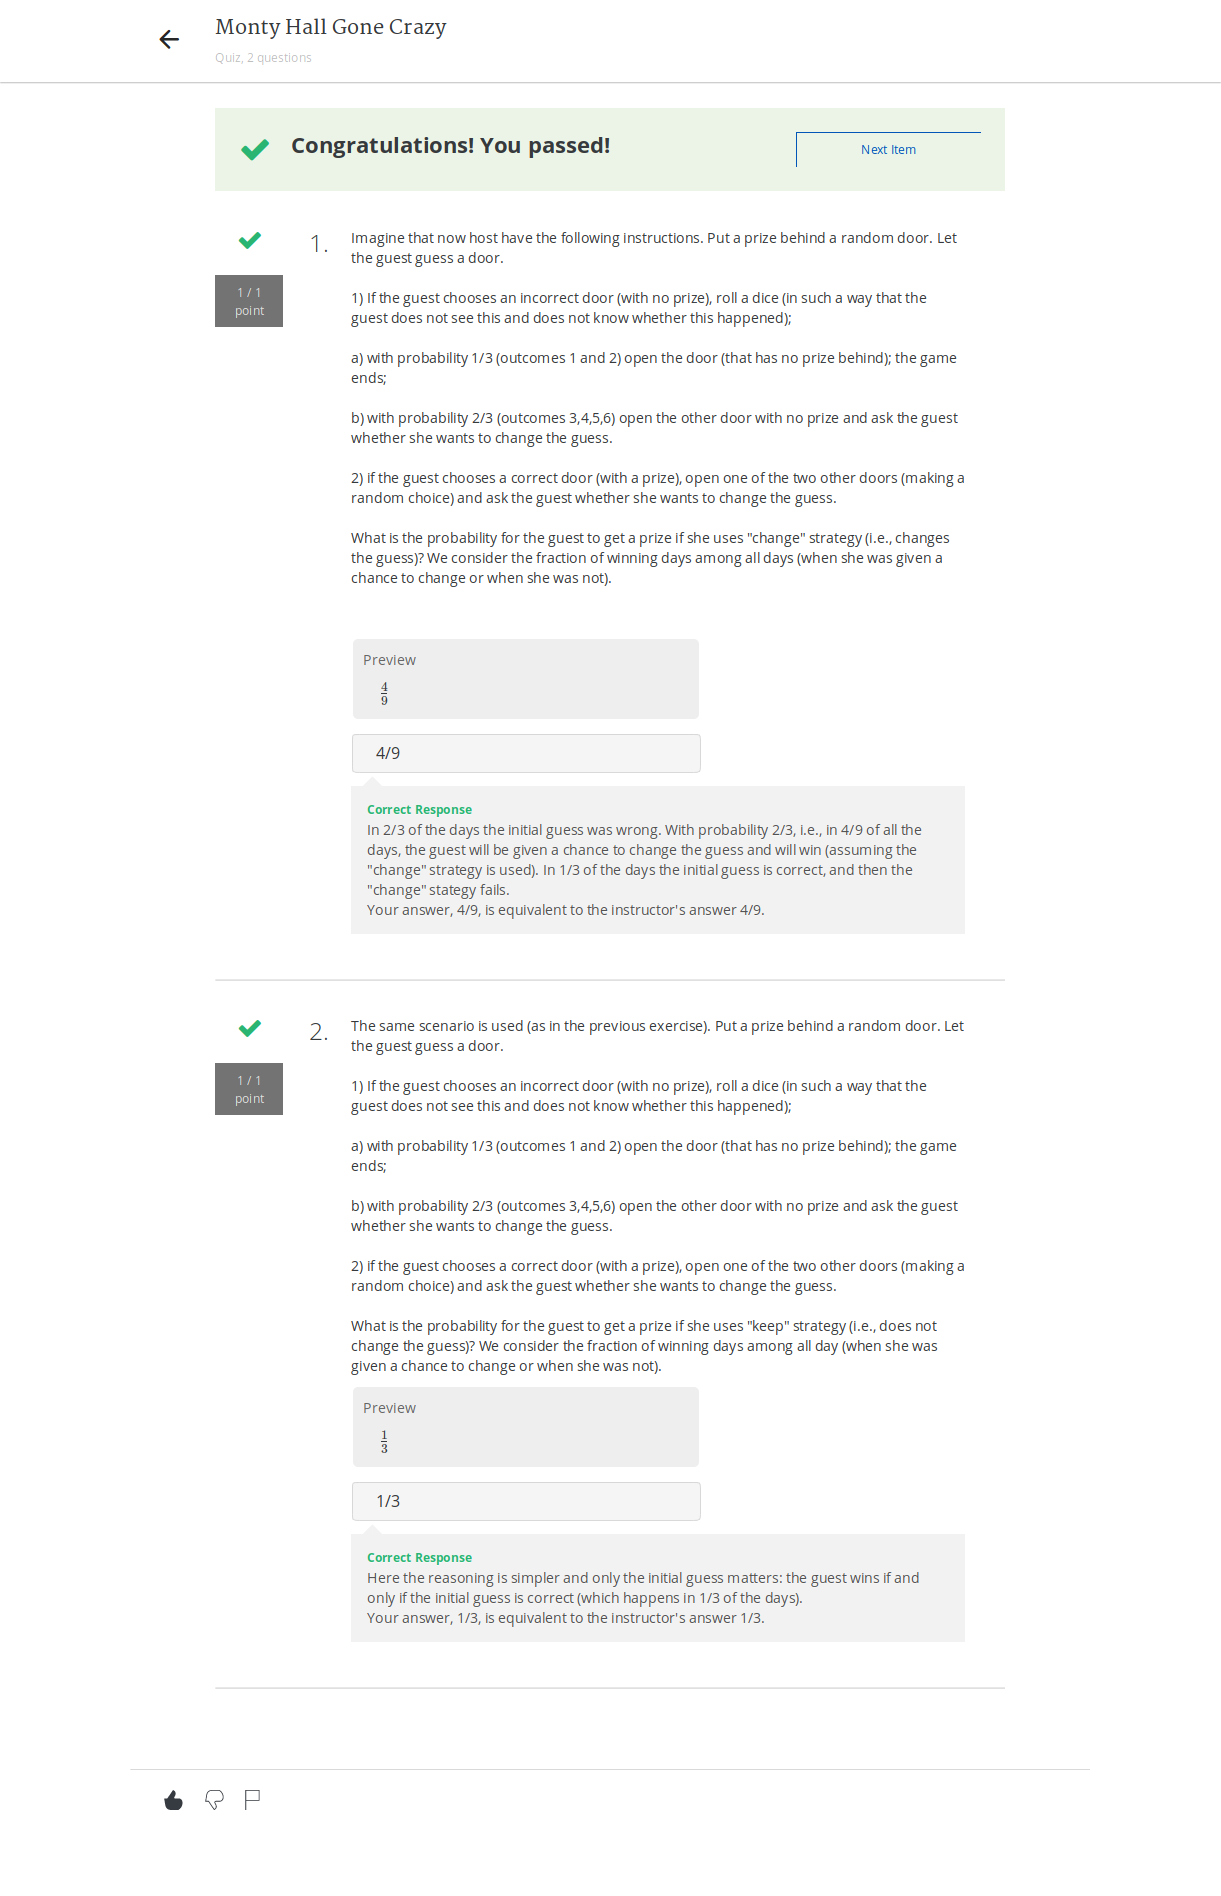 Monty Hall Gone Crazy
Quiz, 2 questions
Congratulations! You passed!
Next Item
1 / 1
point
1.
Imagine that now host have the following instructions. Put a prize behind a random door. Let
the guest guess a door.
1) If the guest chooses an incorrect door (with no prize), roll a dice (in such a way that the
guest does not see this and does not know whether this happened);
a) with probability 1/3 (outcomes 1 and 2) open the door (that has no prize behind); the game
ends;
b) with probability 2/3 (outcomes 3,4,5,6) open the other door with no prize and ask the guest
whether she wants to change the guess.
2) if the guest chooses a correct door (with a prize), open one of the two other doors (making a
random choice) and ask the guest whether she wants to change the guess.
What is the probability for the guest to get a prize if she uses "change" strategy (i.e., changes
the guess)? We consider the fraction of winning days among all days (when she was given a
chance to change or when she was not).
Preview
4
9
4/9
Correct Response
In 2/3 of the days the initial guess was wrong. With probability 2/3, i.e., in 4/9 of all the
days, the guest will be given a chance to change the guess and will win (assuming the
"change" strategy is used). In 1/3 of the days the initial guess is correct, and then the
"change" stategy fails.
Your answer, 4/9, is equivalent to the instructor's answer 4/9.
1 / 1
point
2.
The same scenario is used (as in the previous exercise). Put a prize behind a random door. Let
the guest guess a door.
1) If the guest chooses an incorrect door (with no prize), roll a dice (in such a way that the
guest does not see this and does not know whether this happened);
a) with probability 1/3 (outcomes 1 and 2) open the door (that has no prize behind); the game
ends;
b) with probability 2/3 (outcomes 3,4,5,6) open the other door with no prize and ask the guest
whether she wants to change the guess.
2) if the guest chooses a correct door (with a prize), open one of the two other doors (making a
random choice) and ask the guest whether she wants to change the guess.
What is the probability for the guest to get a prize if she uses "keep" strategy (i.e., does not
change the guess)? We consider the fraction of winning days among all day (when she was
given a chance to change or when she was not).
Preview
1
3
1/3
Correct Response
Here the reasoning is simpler and only the initial guess matters: the guest wins if and
only if the initial guess is correct (which happens in 1/3 of the days).
Your answer, 1/3, is equivalent to the instructor's answer 1/3.